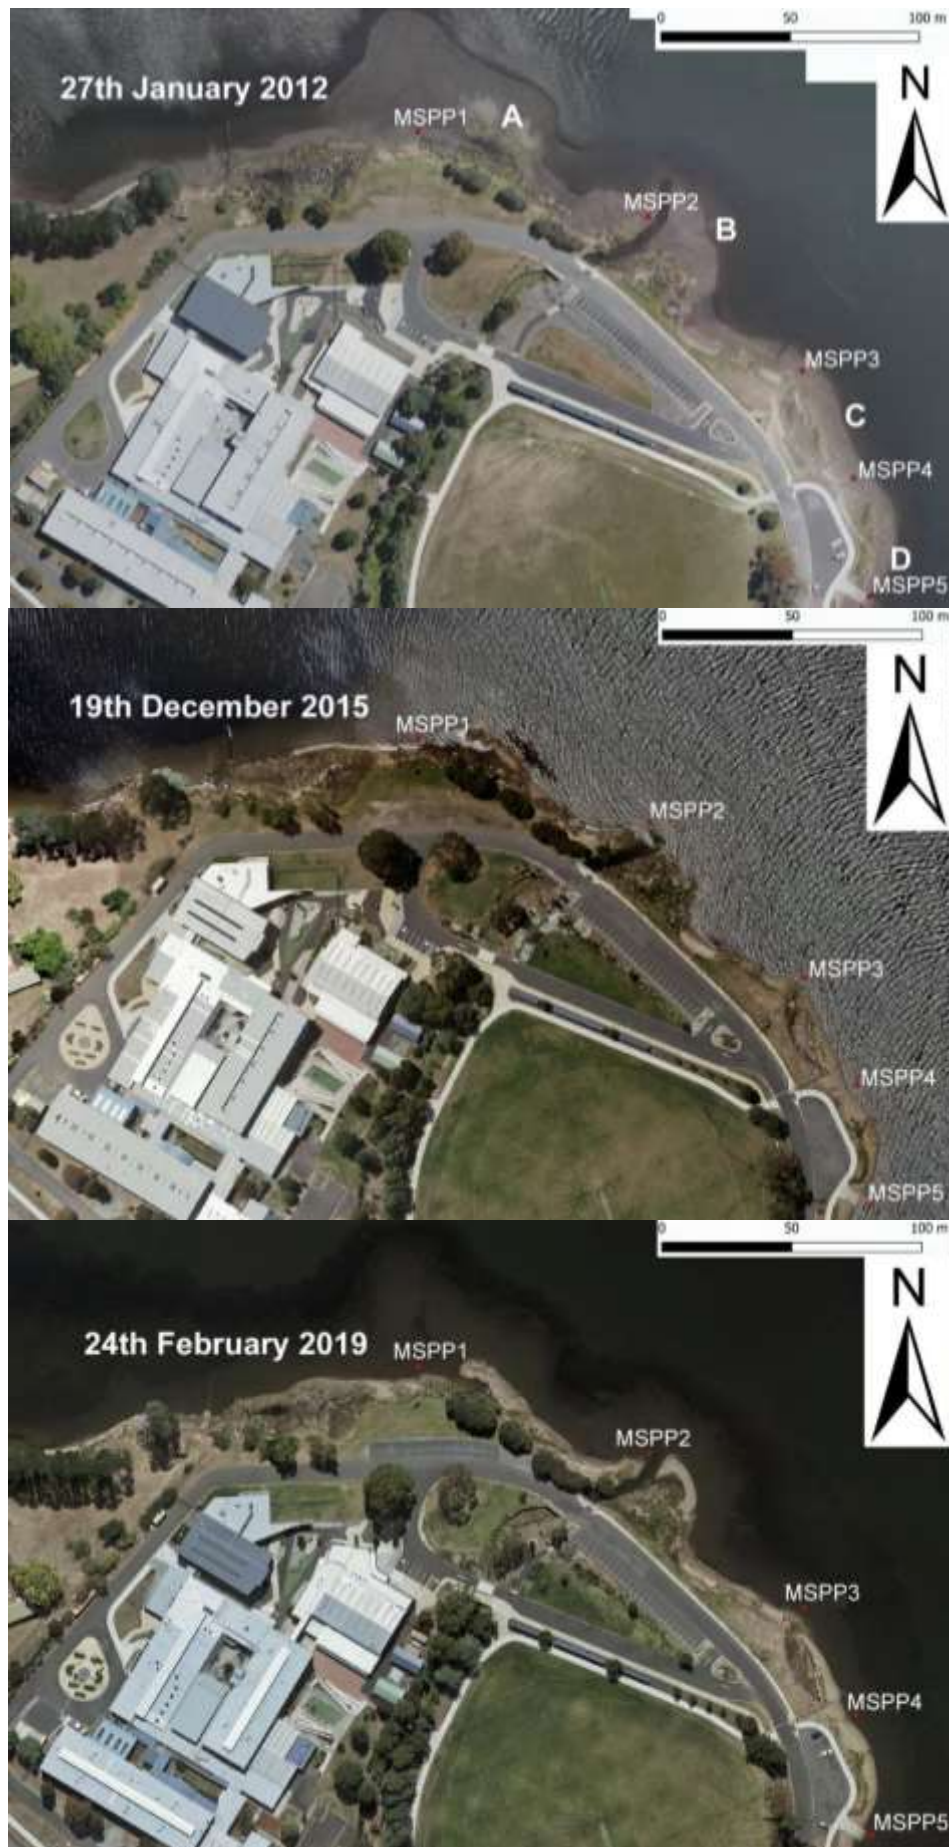 0 50 100 m
27th January 2012
N
MSPP1
A
MSPP2
B
MSPP3
C
MSPP4
D
MSPP5
0 50 100 m
19th December 2015
N
MSPP1
MSPP2
MSPP3
MSPP4
MSPP5
0 50 100 m
24th February 2019
N
MSPP1
MSPP2
MSPP3
MSPP4
MSPP5